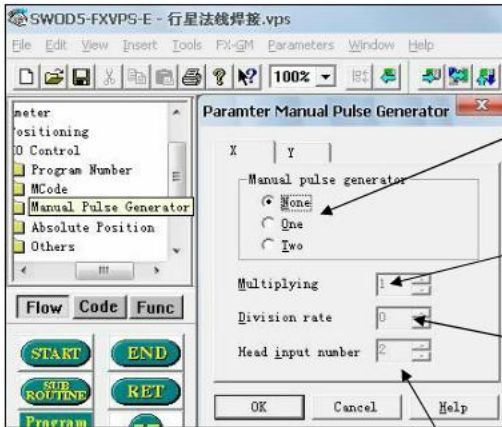 SWOD5-FXVPS-E - 行星法线焊接.vps
File Edit View Insert Tools FX-GM Parameters Window Help
100%
meter
ositioning
O Control
Program Number
MCode
Manual Pulse Generator
Absolute Position
Others
Flow Code Func
START END
SUB ROUTINE RET
Program
Paramter Manual Pulse Generator
X Y
Manual pulse generator
None
One
Two
Multiplying 1
Division rate 0
Head input number 2
OK Cancel Help